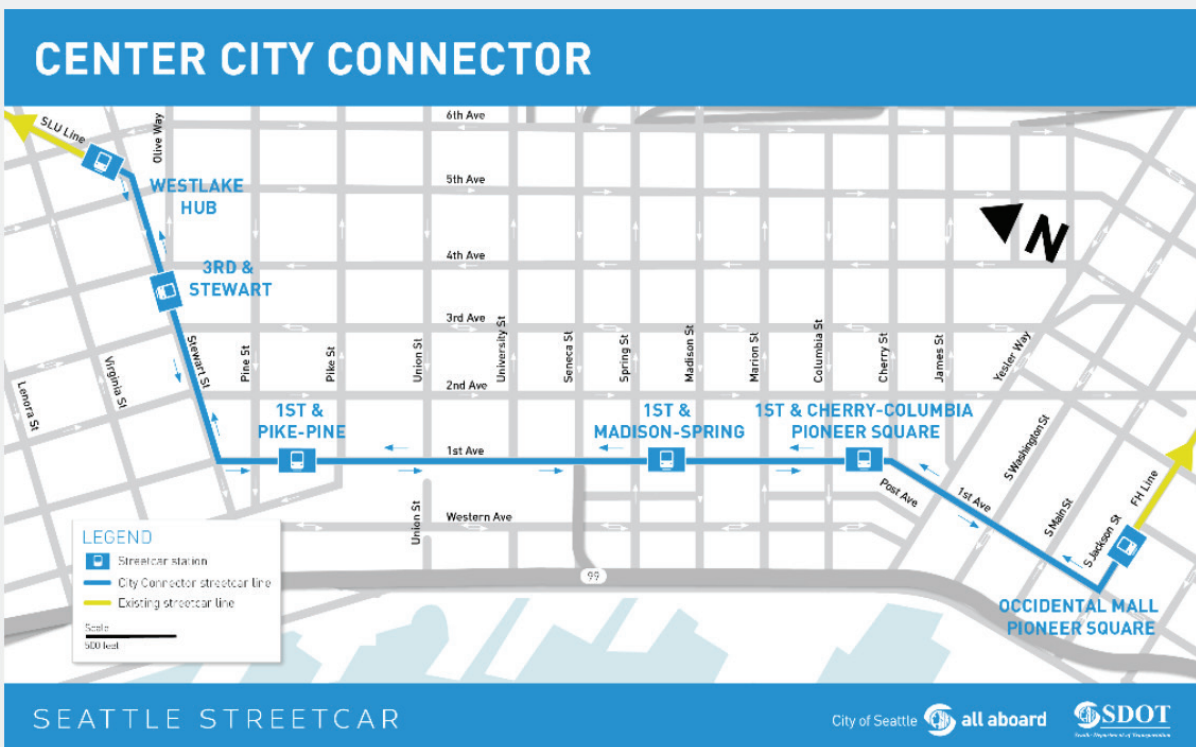 CENTER CITY CONNECTOR
6th Ave
SLU Line
Olive Way
WESTLAKE
HUB
5th Ave
N
4th Ave
3RD &
STEWART
3rd Ave
Stewart St
Pine St
Pike St
Union St
University St
Seneca St
Spring St
Madison St
Marion St
Columbia St
Cherry St
James St
Yesler Way
Virginia St
Lenora St
2nd Ave
1ST &
PIKE-PINE
1ST &
MADISON-SPRING
1ST & CHERRY-COLUMBIA
PIONEER SQUARE
1st Ave
S Washington St
Post Ave
1st Ave
S Main St
FH Line
S Jackson St
Union St
Western Ave
99
LEGEND
Streetcar station
City Connector streetcar line
Existing streetcar line
Scale
500 feet
OCCIDENTAL MALL
PIONEER SQUARE
SEATTLE STREETCAR
City of Seattle all aboard
SDOT
Seattle Department of Transportation